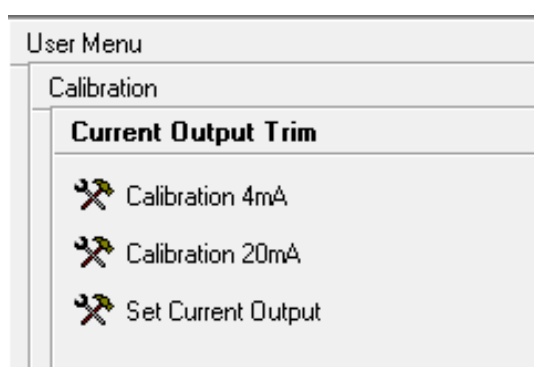 User Menu
Calibration
Current Output Trim
Calibration 4mA
Calibration 20mA
Set Current Output